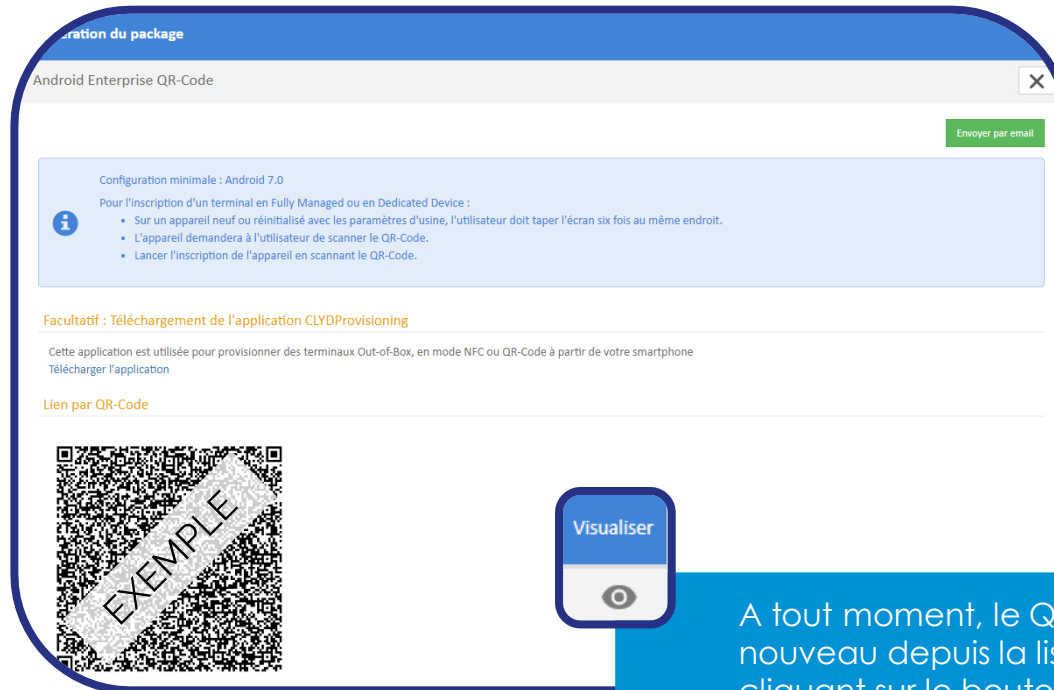 ration du package
Android Enterprise QR-Code
Envoyer par email
Configuration minimale : Android 7.0
Pour l'inscription d'un terminal en Fully Managed ou en Dedicated Device :
• Sur un appareil neuf ou réinitialisé avec les paramètres d'usine, l'utilisateur doit taper l'écran six fois au même endroit.
• L'appareil demandera à l'utilisateur de scanner le QR-Code.
• Lancer l'inscription de l'appareil en scannant le QR-Code.
Facultatif : Téléchargement de l'application CLYDProvisioning
Cette application est utilisée pour provisionner des terminaux Out-of-Box, en mode NFC ou QR-Code à partir de votre smartphone
Télécharger l'application
Lien par QR-Code
EXEMPLE
Visualiser
A tout moment, le Q
nouveau depuis la lis
cliquant sur le bouto